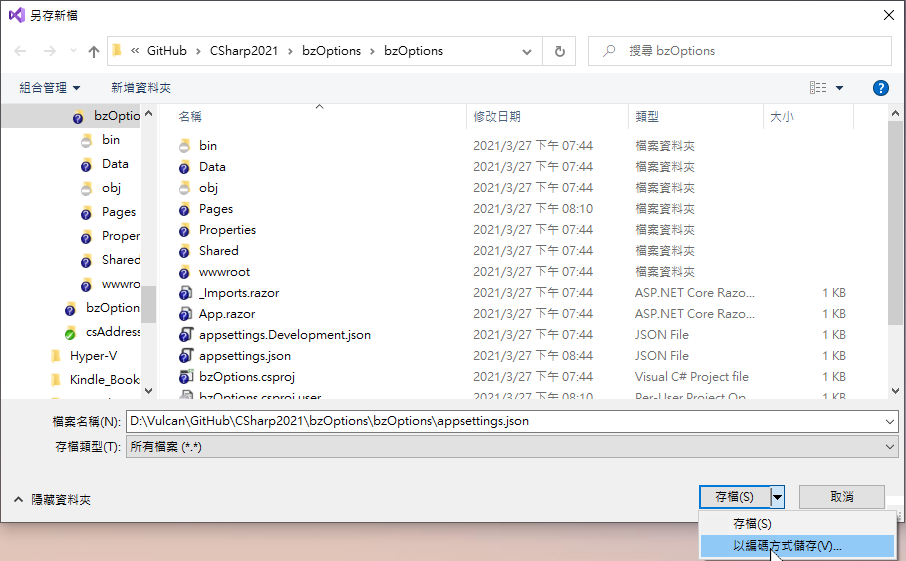 另存新檔
« GitHub › CSharp2021 › bzOptions › bzOptions
搜尋 bzOptions
組合管理 新增資料夾
名稱 修改日期 類型 大小
bzOptio
bin
Data
obj
Pages
Proper
Shared
wwwro
bzOption
csAddress
Hyper-V
Kindle_Book
bin 2021/3/27 下午 07:44 檔案資料夾
Data 2021/3/27 下午 07:44 檔案資料夾
obj 2021/3/27 下午 07:44 檔案資料夾
Pages 2021/3/27 下午 08:10 檔案資料夾
Properties 2021/3/27 下午 07:44 檔案資料夾
Shared 2021/3/27 下午 07:44 檔案資料夾
wwwroot 2021/3/27 下午 07:44 檔案資料夾
_Imports.razor 2021/3/27 下午 07:44 ASP.NET Core Razo... 1 KB
App.razor 2021/3/27 下午 07:44 ASP.NET Core Razo... 1 KB
appsettings.Development.json 2021/3/27 下午 07:44 JSON File 1 KB
appsettings.json 2021/3/27 下午 08:44 JSON File 1 KB
bzOptions.csproj 2021/3/27 下午 07:44 Visual C# Project file 1 KB
bzOptions.csproj.user 2021/3/27 下午 08:10 Per-User Project Op... 1 KB
檔案名稱(N): D:\Vulcan\GitHub\CSharp2021\bzOptions\bzOptions\appsettings.json
存檔類型(T): 所有檔案 (*.*)
隱藏資料夾
存檔(S) 取消
存檔(S)
以編碼方式儲存(V)...